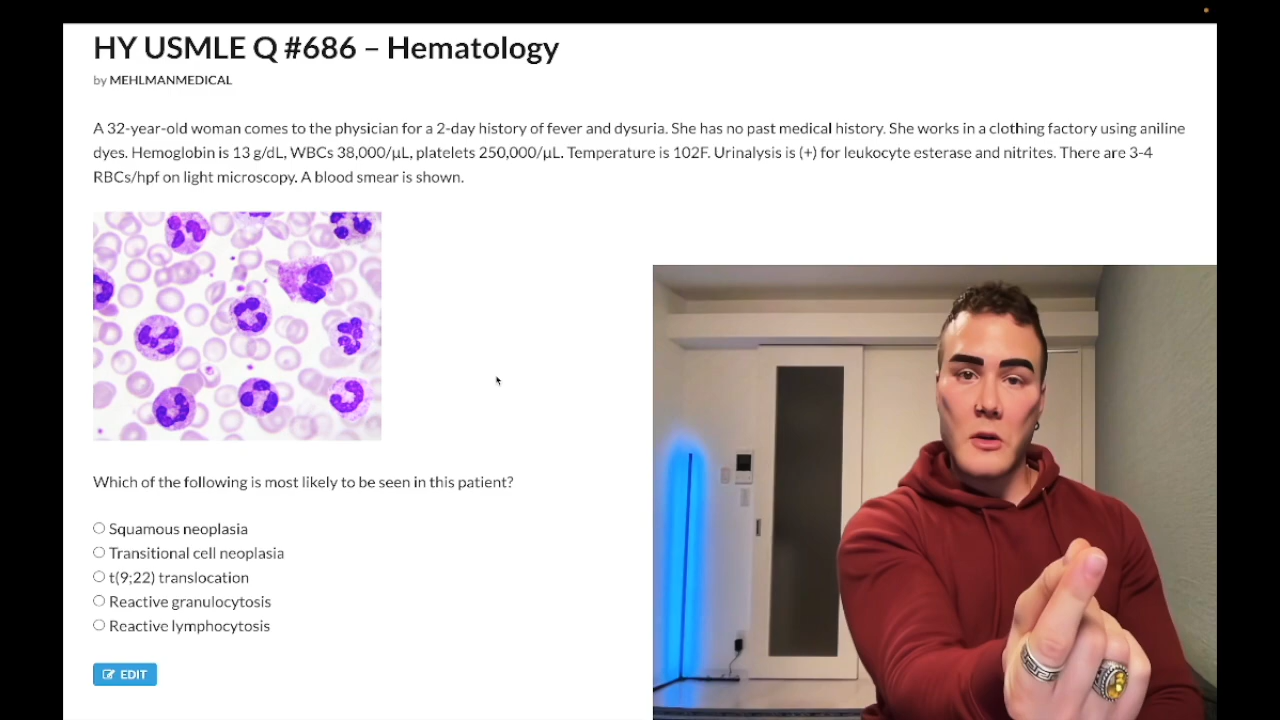 HY USMLE Q #686 – Hematology
by MEHLMANMEDICAL
A 32-year-old woman comes to the physician for a 2-day history of fever and dysuria. She has no past medical history. She works in a clothing factory using aniline
dyes. Hemoglobin is 13 g/dL, WBCs 38,000/μL, platelets 250,000/μL. Temperature is 102F. Urinalysis is (+) for leukocyte esterase and nitrites. There are 3-4
RBCs/hpf on light microscopy. A blood smear is shown.
Which of the following is most likely to be seen in this patient?
Squamous neoplasia
Transitional cell neoplasia
t(9;22) translocation
Reactive granulocytosis
Reactive lymphocytosis
EDIT